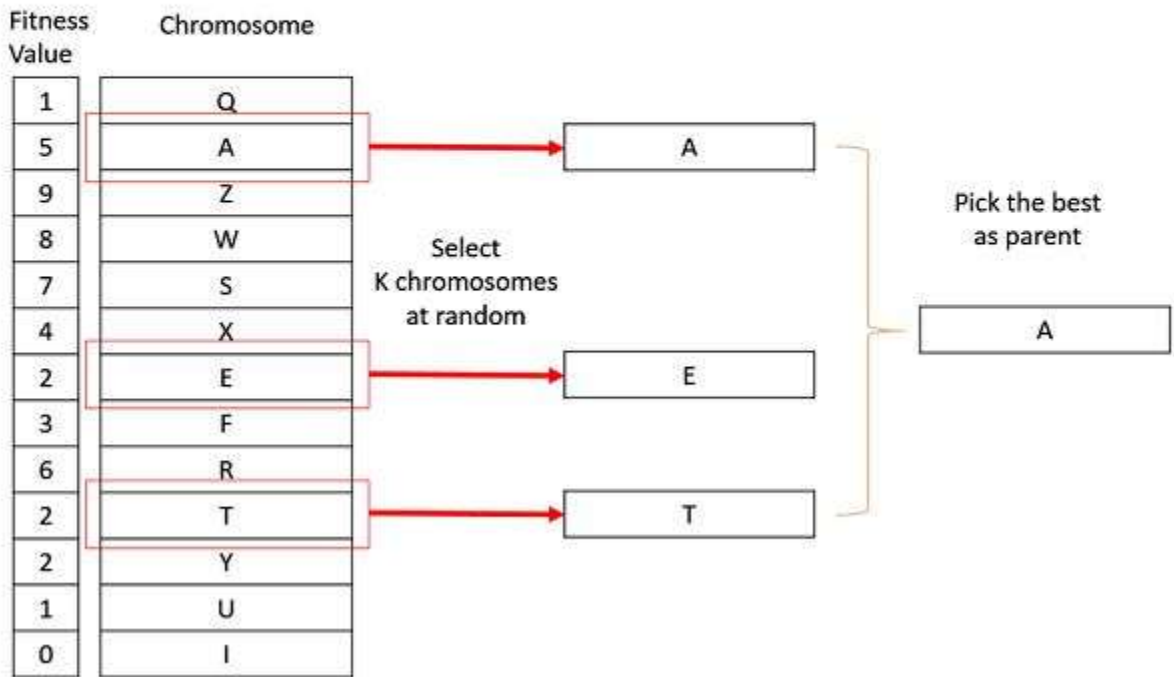 Fitness
Value
Chromosome
1 Q
5 A
9 Z
8 W
7 S
4 X
2 E
3 F
6 R
2 T
2 Y
1 U
0 I
Select
K chromosomes
at random
A
E
T
Pick the best
as parent
A